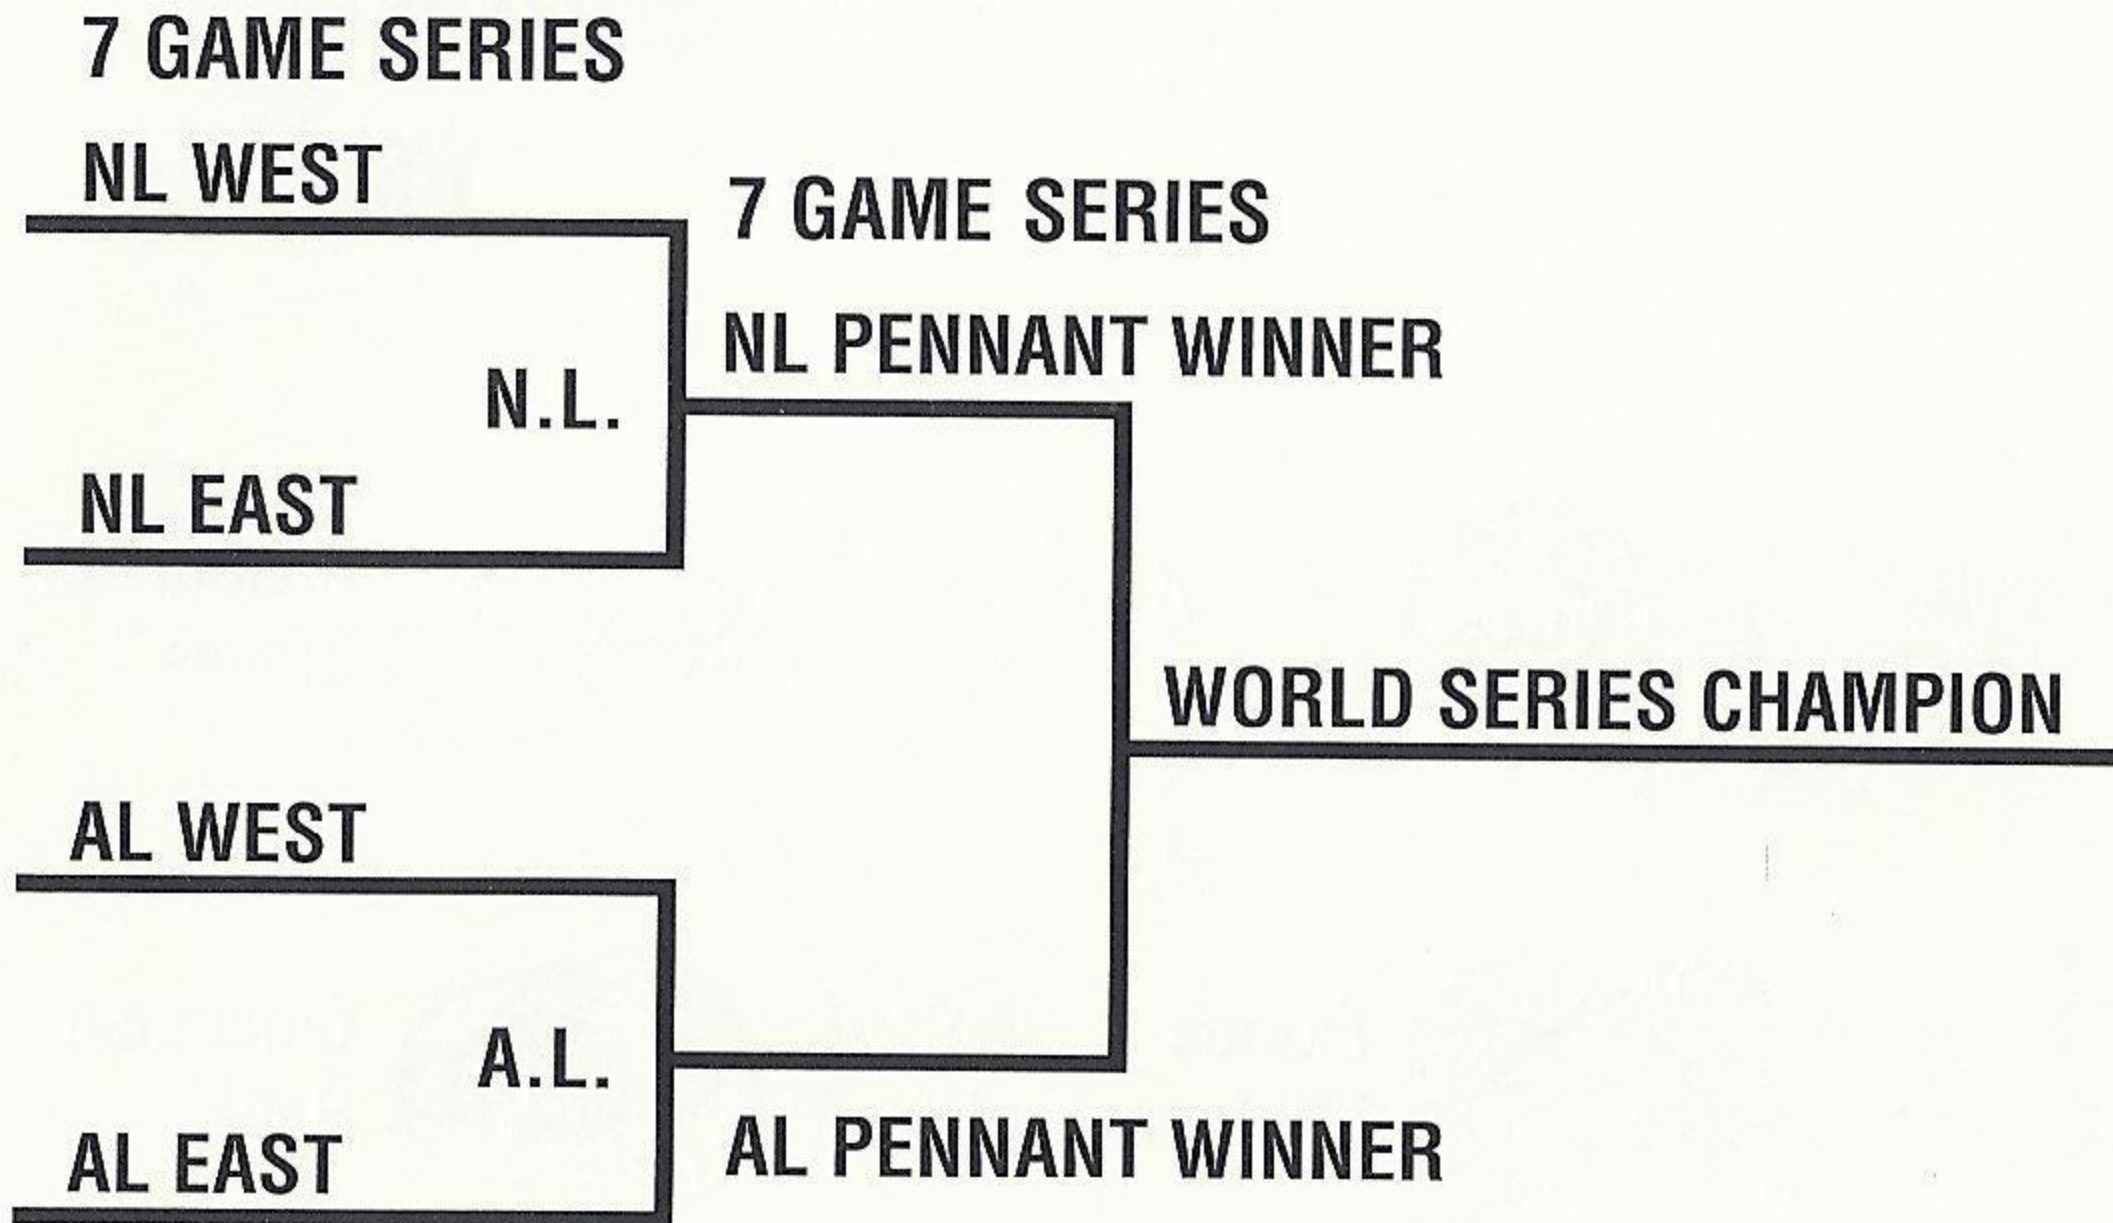 7 GAME SERIES
NL WEST
7 GAME SERIES
NL PENNANT WINNER
N.L.
NL EAST
WORLD SERIES CHAMPION
AL WEST
A.L.
AL PENNANT WINNER
AL EAST